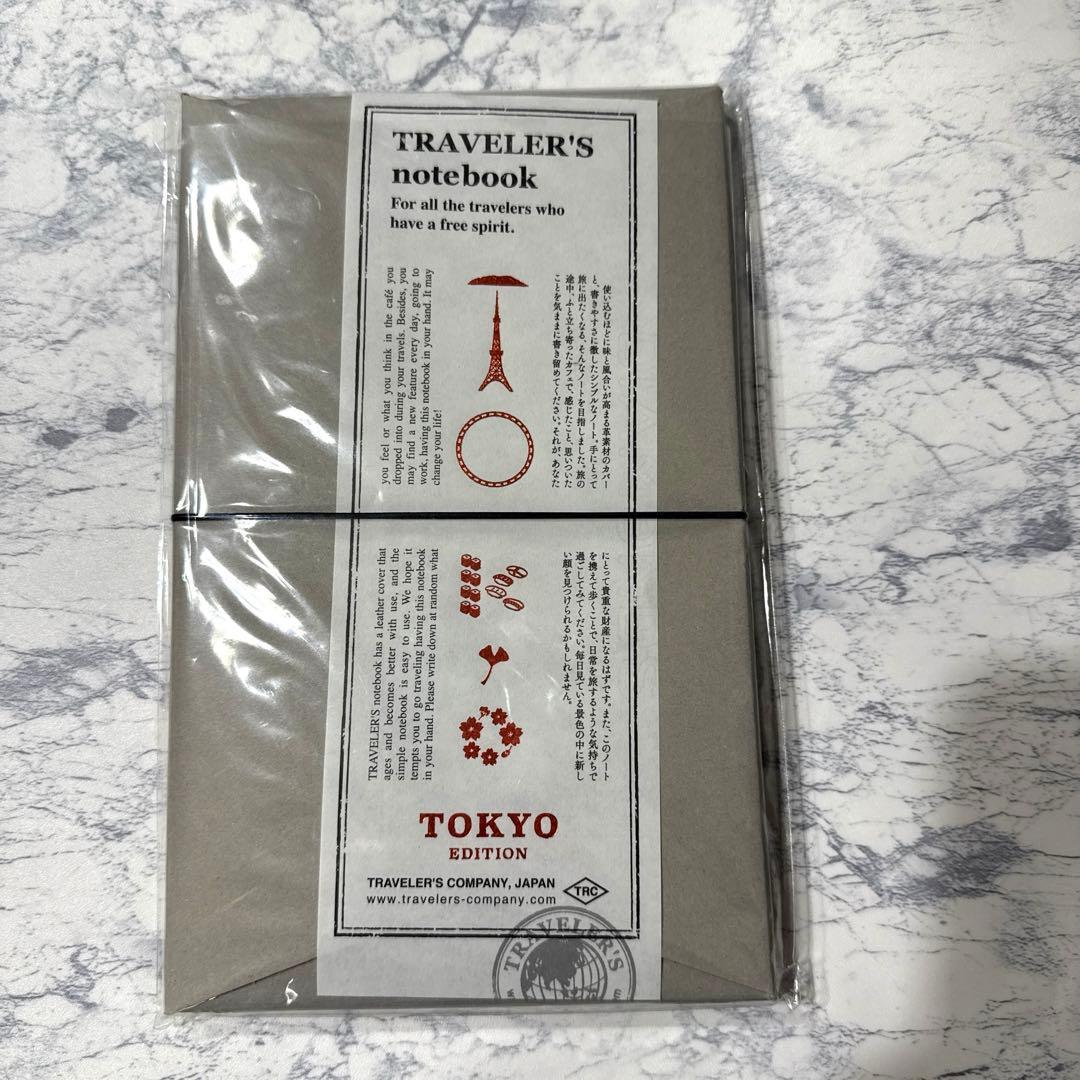 TRAVELER'S
notebook
For all the travelers who
have a free spirit.
使い込むほどに味と風合いが高まる革素材のカバー
と、書きやすさに徹したシンプルなノート。手にとって
旅に出たくなる、そんなノートを目指しました。旅の
途中、ふと立ち寄ったカフェで、感じたこと、思いついた
ことを気ままに書き留めてください。それが、あなた
にとって貴重な財産になるはずです。また、このノート
を携えて歩くことで、日常を旅するような気持ちで
過ごしてみてください。毎日見ている景色の中に新し
い顔を見つけられるかもしれません。
TRAVELER'S notebook has a leather cover that
ages and becomes better with use, and the
simple notebook is easy to use. We hope it
tempts you to go traveling having this notebook
in your hand. Please write down at random what
you feel or what you think in the café you
dropped into during your travels. Besides, you
may find a new feature every day, going to
work, having this notebook in your hand. It may
change your life!
TOKYO
EDITION
TRAVELER'S COMPANY, JAPAN
www.travelers-company.com
TRC
TRAVELER'S